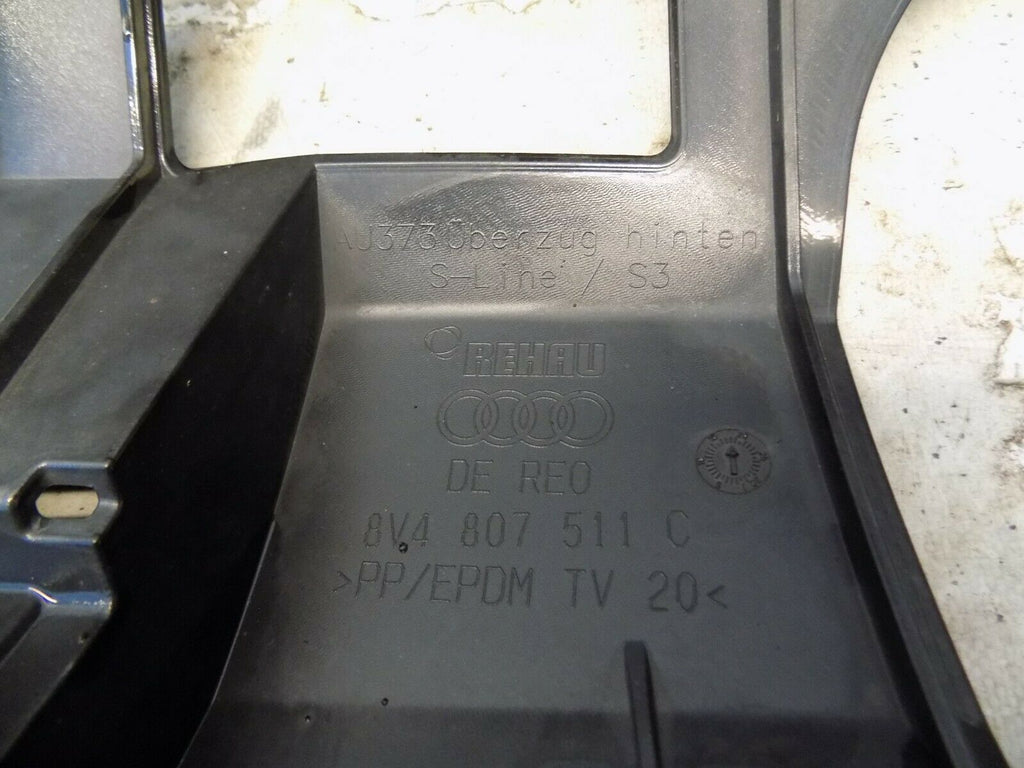 AU373 Überzug hinten
S-Line / S3
REHAU
DE REO
8V4 807 511 C
>PP/EPDM TV 20<